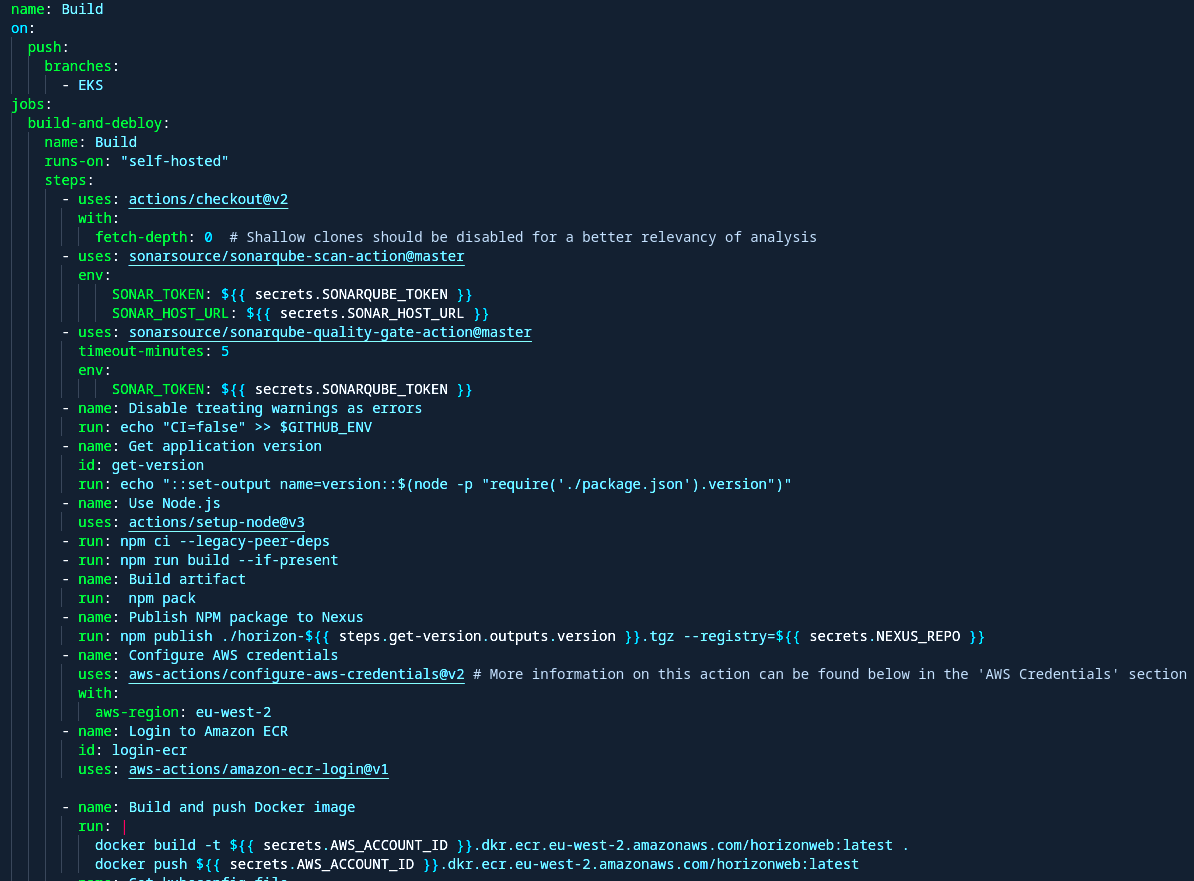 name: Build
on:
  push:
    branches:
      - EKS
jobs:
  build-and-debloy:
    name: Build
    runs-on: "self-hosted"
    steps:
      - uses: actions/checkout@v2
        with:
          fetch-depth: 0  # Shallow clones should be disabled for a better relevancy of analysis
      - uses: sonarsource/sonarqube-scan-action@master
        env:
            SONAR_TOKEN: ${{ secrets.SONARQUBE_TOKEN }}
            SONAR_HOST_URL: ${{ secrets.SONAR_HOST_URL }}
      - uses: sonarsource/sonarqube-quality-gate-action@master
        timeout-minutes: 5
        env:
            SONAR_TOKEN: ${{ secrets.SONARQUBE_TOKEN }}
      - name: Disable treating warnings as errors
        run: echo "CI=false" >> $GITHUB_ENV
      - name: Get application version
        id: get-version
        run: echo "::set-output name=version::$(node -p "require('./package.json').version")"
      - name: Use Node.js
        uses: actions/setup-node@v3
      - run: npm ci --legacy-peer-deps
      - run: npm run build --if-present
      - name: Build artifact
        run:  npm pack
      - name: Publish NPM package to Nexus
        run: npm publish ./horizon-${{ steps.get-version.outputs.version }}.tgz --registry=${{ secrets.NEXUS_REPO }}
      - name: Configure AWS credentials
        uses: aws-actions/configure-aws-credentials@v2 # More information on this action can be found below in the 'AWS Credentials' section
        with:
          aws-region: eu-west-2
      - name: Login to Amazon ECR
        id: login-ecr
        uses: aws-actions/amazon-ecr-login@v1

      - name: Build and push Docker image
        run: |
          docker build -t ${{ secrets.AWS_ACCOUNT_ID }}.dkr.ecr.eu-west-2.amazonaws.com/horizonweb:latest .
          docker push ${{ secrets.AWS_ACCOUNT_ID }}.dkr.ecr.eu-west-2.amazonaws.com/horizonweb:latest